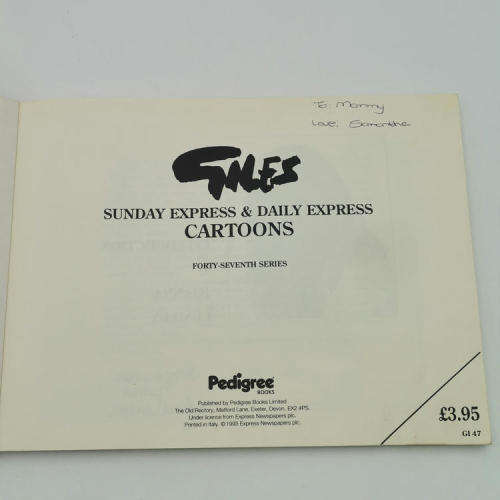 To: Mammy
Love, Samantha
GILES
SUNDAY EXPRESS & DAILY EXPRESS
CARTOONS
FORTY-SEVENTH SERIES
Pedigree
BOOKS
Published by Pedigree Books Limited
The Old Rectory, Matford Lane, Exeter, Devon, EX2 4PS.
Under licence from Express Newspapers plc.
Printed in Italy. © 1993 Express Newspapers plc.
£3.95
GI 47